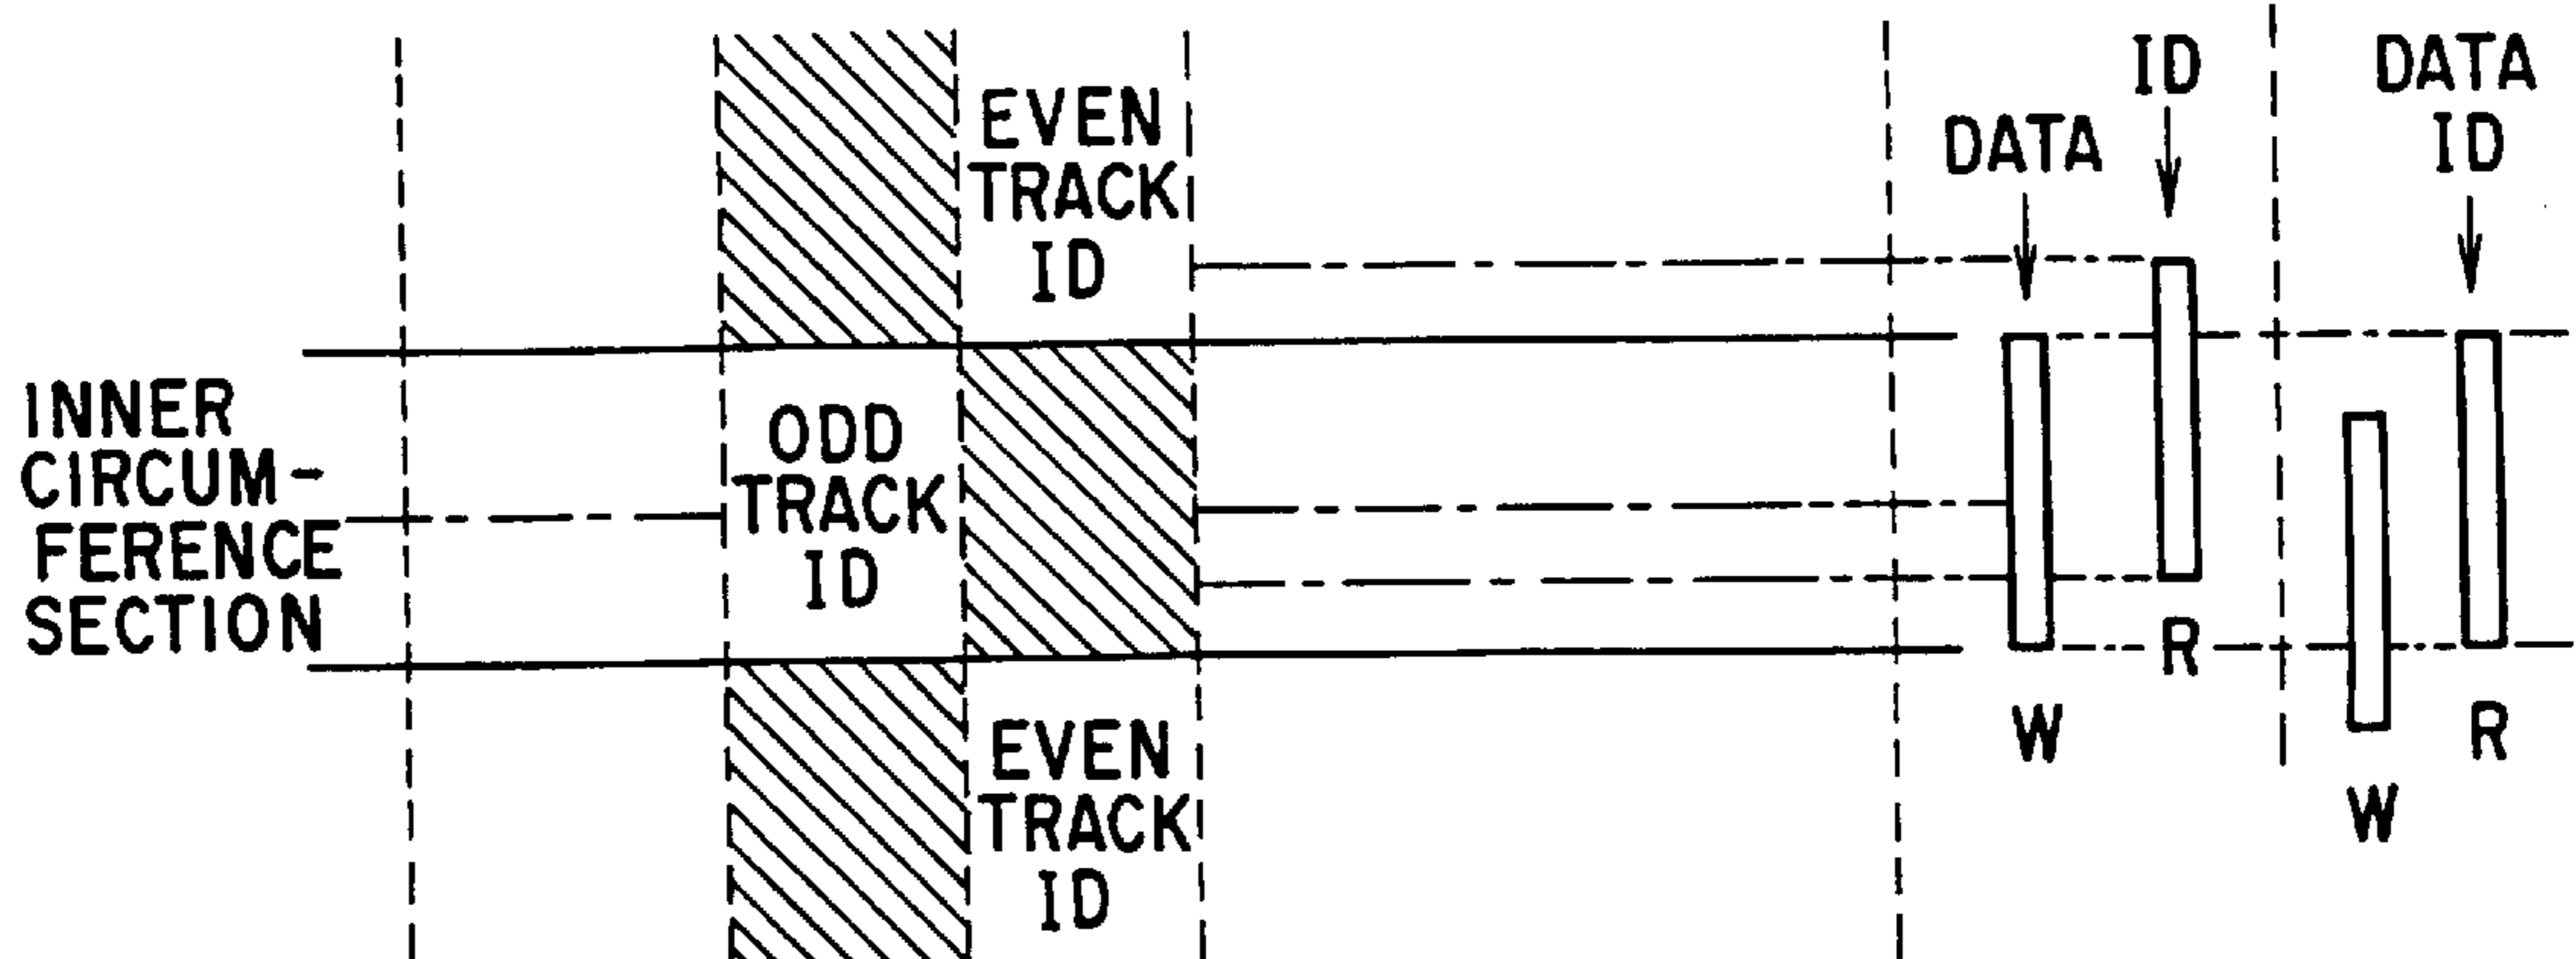 INNER
CIRCUM-
FERENCE
SECTION
ODD
TRACK
ID
EVEN
TRACK
ID
EVEN
TRACK
ID
DATA
ID
DATA
ID
W
R
W
R